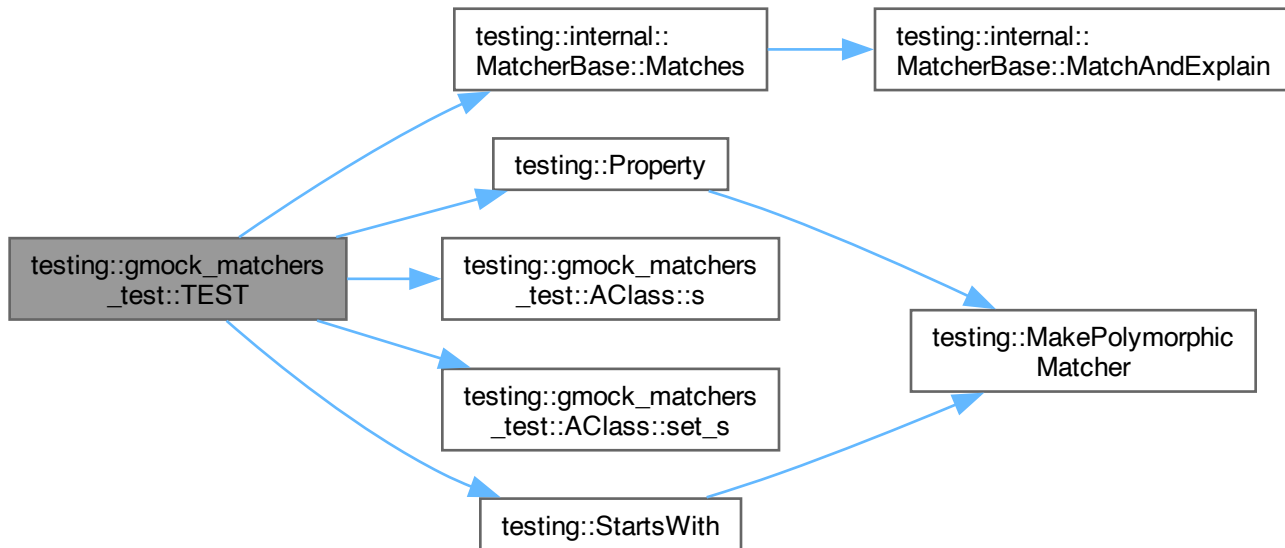 testing::internal::
MatcherBase::Matches
testing::internal::
MatcherBase::MatchAndExplain
testing::Property
testing::gmock_matchers
_test::TEST
testing::gmock_matchers
_test::AClass::s
testing::MakePolymorphic
Matcher
testing::gmock_matchers
_test::AClass::set_s
testing::StartsWith